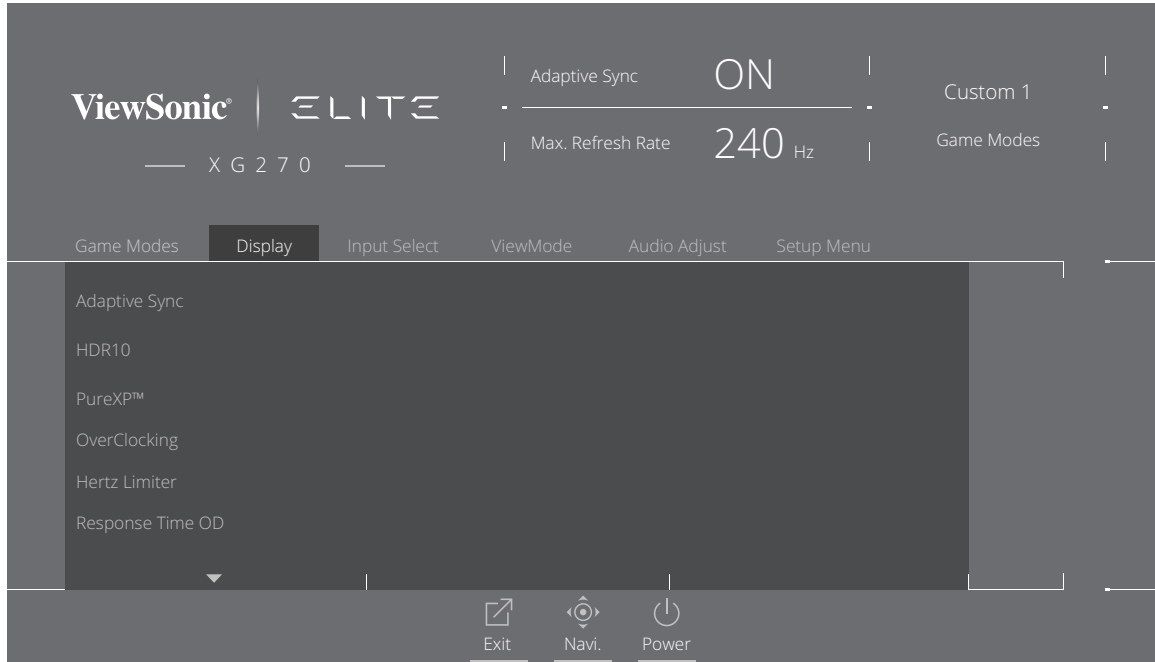 ViewSonic® ELITE
XG270
Adaptive Sync ON
Max. Refresh Rate 240 Hz
Custom 1
Game Modes
Game Modes Display Input Select ViewMode Audio Adjust Setup Menu
Adaptive Sync
HDR10
PureXP™
OverClocking
Hertz Limiter
Response Time OD
Exit Navi. Power